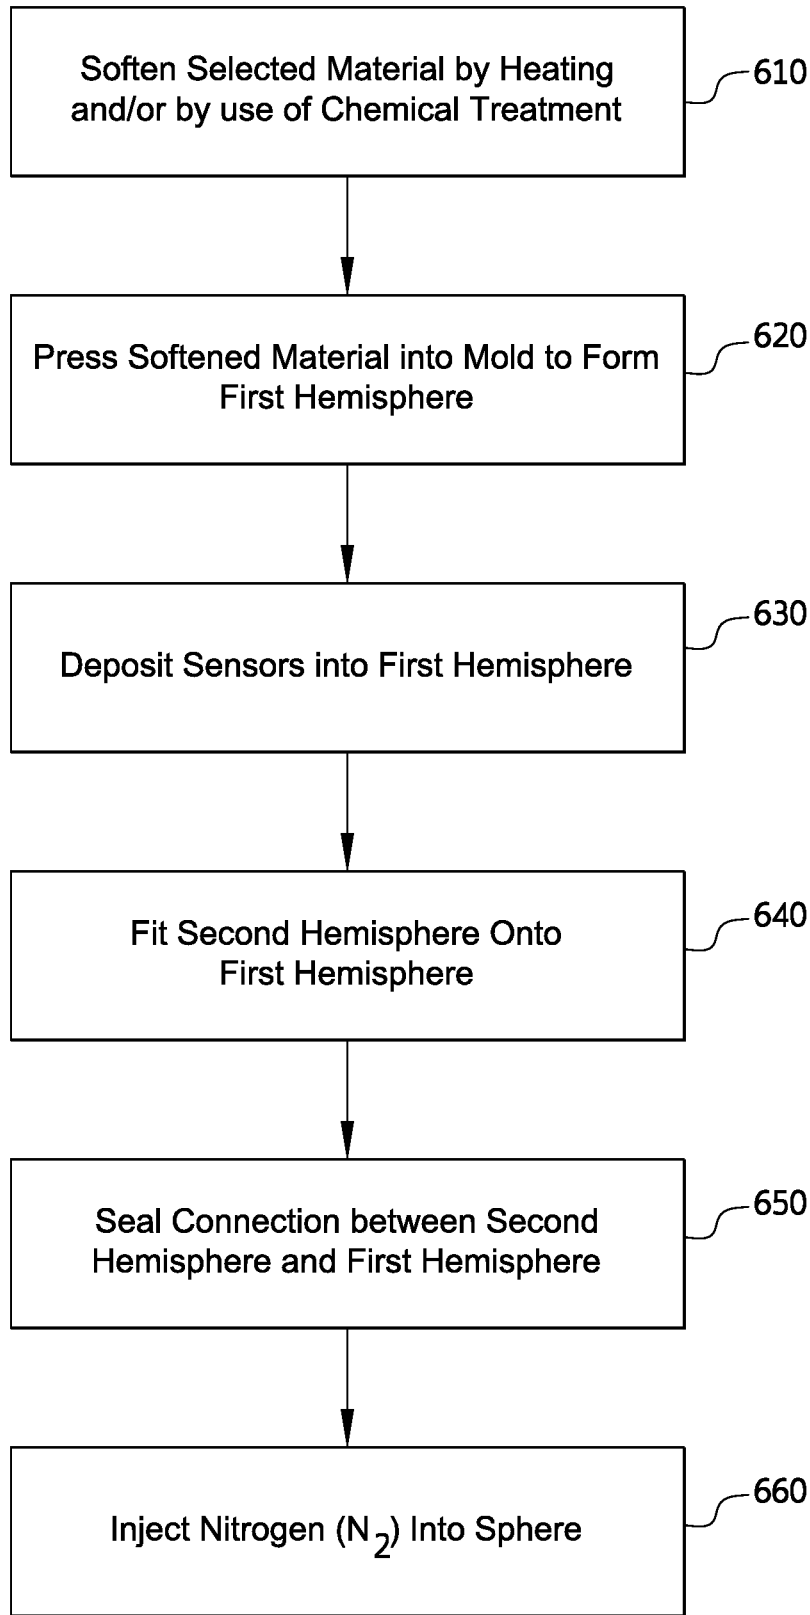 Soften Selected Material by Heating
and/or by use of Chemical Treatment
610
Press Softened Material into Mold to Form
First Hemisphere
620
Deposit Sensors into First Hemisphere
630
Fit Second Hemisphere Onto
First Hemisphere
640
Seal Connection between Second
Hemisphere and First Hemisphere
650
Inject Nitrogen (N2) Into Sphere
660